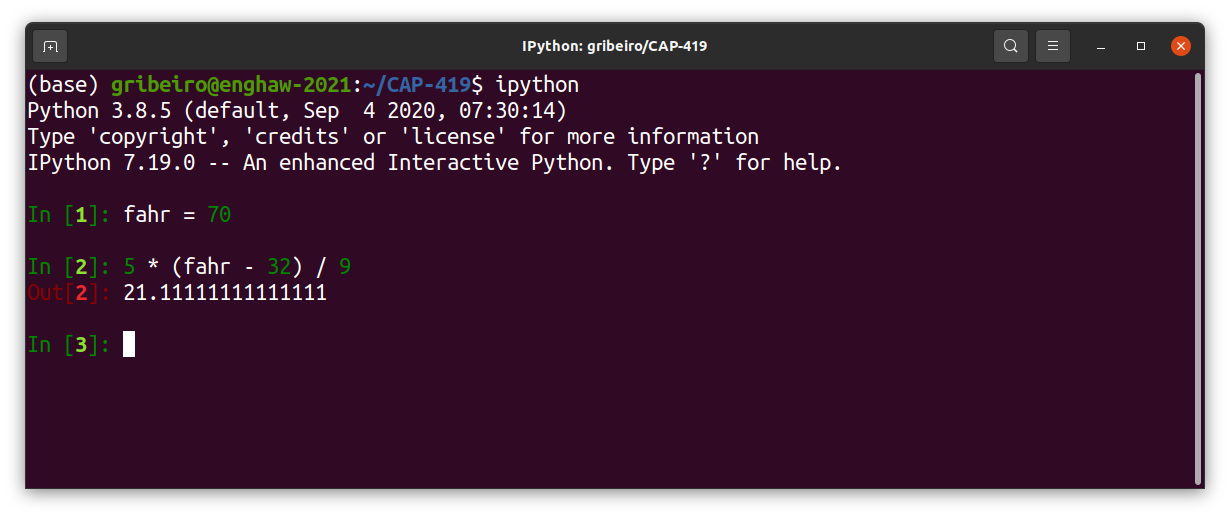 IPython: gribeiro/CAP-419
(base) gribeiro@enghaw-2021:~/CAP-419$ ipython
Python 3.8.5 (default, Sep  4 2020, 07:30:14)
Type 'copyright', 'credits' or 'license' for more information
IPython 7.19.0 -- An enhanced Interactive Python. Type '?' for help.
In [1]: fahr = 70
In [2]: 5 * (fahr - 32) / 9
Out[2]: 21.11111111111111
In [3]: